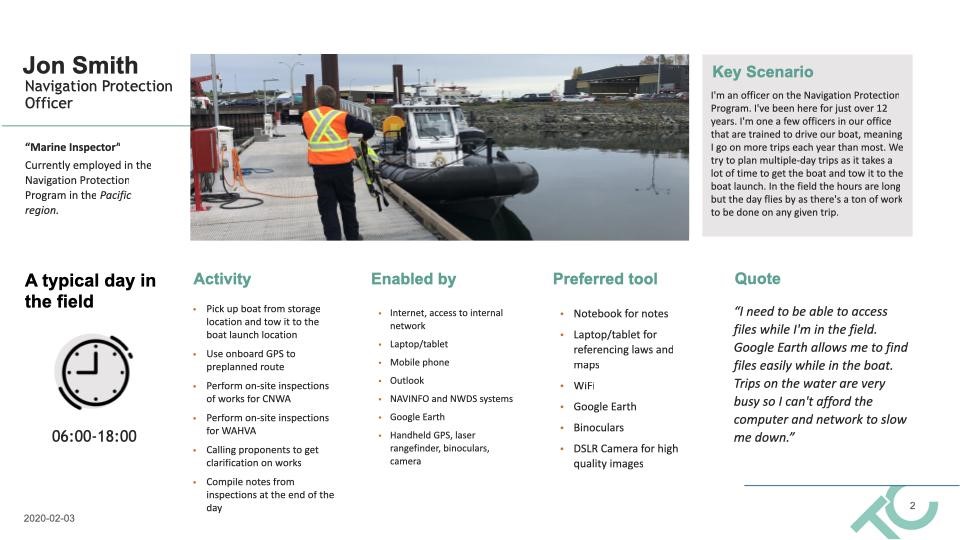 Jon Smith
Navigation Protection
Officer
“Marine Inspector”
Currently employed in the
Navigation Protection
Program in the Pacific
region.
Key Scenario
I'm an officer on the Navigation Protection
Program. I've been here for just over 12
years. I'm one a few officers in our office
that are trained to drive our boat, meaning
I go on more trips each year than most. We
try to plan multiple-day trips as it takes a
lot of time to get the boat and tow it to the
boat launch. In the field the hours are long
but the day flies by as there's a ton of work
to be done on any given trip.
A typical day in
the field
06:00-18:00
Activity
• Pick up boat from storage
location and tow it to the
boat launch location
• Use onboard GPS to
preplanned route
• Perform on-site inspections
of works for CNWA
• Perform on-site inspections
for WAHVA
• Calling proponents to get
clarification on works
• Compile notes from
inspections at the end of the
day
Enabled by
• Internet, access to internal
network
• Laptop/tablet
• Mobile phone
• Outlook
• NAVINFO and NWDS systems
• Google Earth
• Handheld GPS, laser
rangefinder, binoculars,
camera
Preferred tool
• Notebook for notes
• Laptop/tablet for
referencing laws and
maps
• WiFi
• Google Earth
• Binoculars
• DSLR Camera for high
quality images
Quote
“I need to be able to access
files while I'm in the field.
Google Earth allows me to find
files easily while in the boat.
Trips on the water are very
busy so I can't afford the
computer and network to slow
me down.”
2020-02-03
TC
2